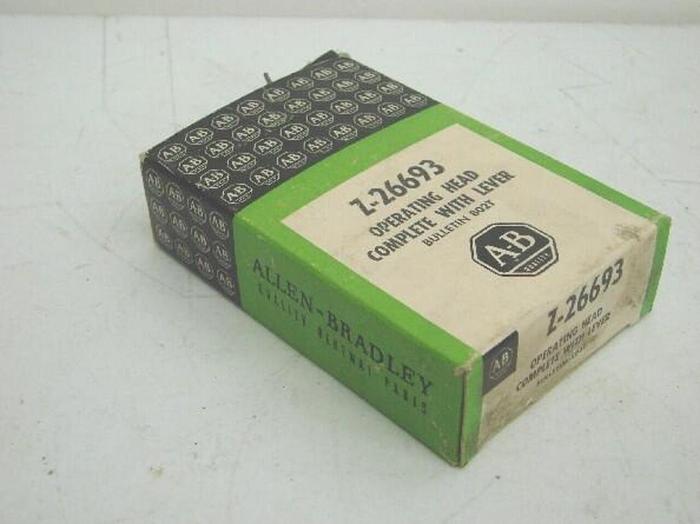 Z-26693
OPERATING HEAD
COMPLETE WITH LEVER
BULLETIN 802T
A-B
QUALITY
ALLEN-BRADLEY
QUALITY RENEWAL PARTS
Z-26693
OPERATING HEAD
COMPLETE WITH LEVER
AB